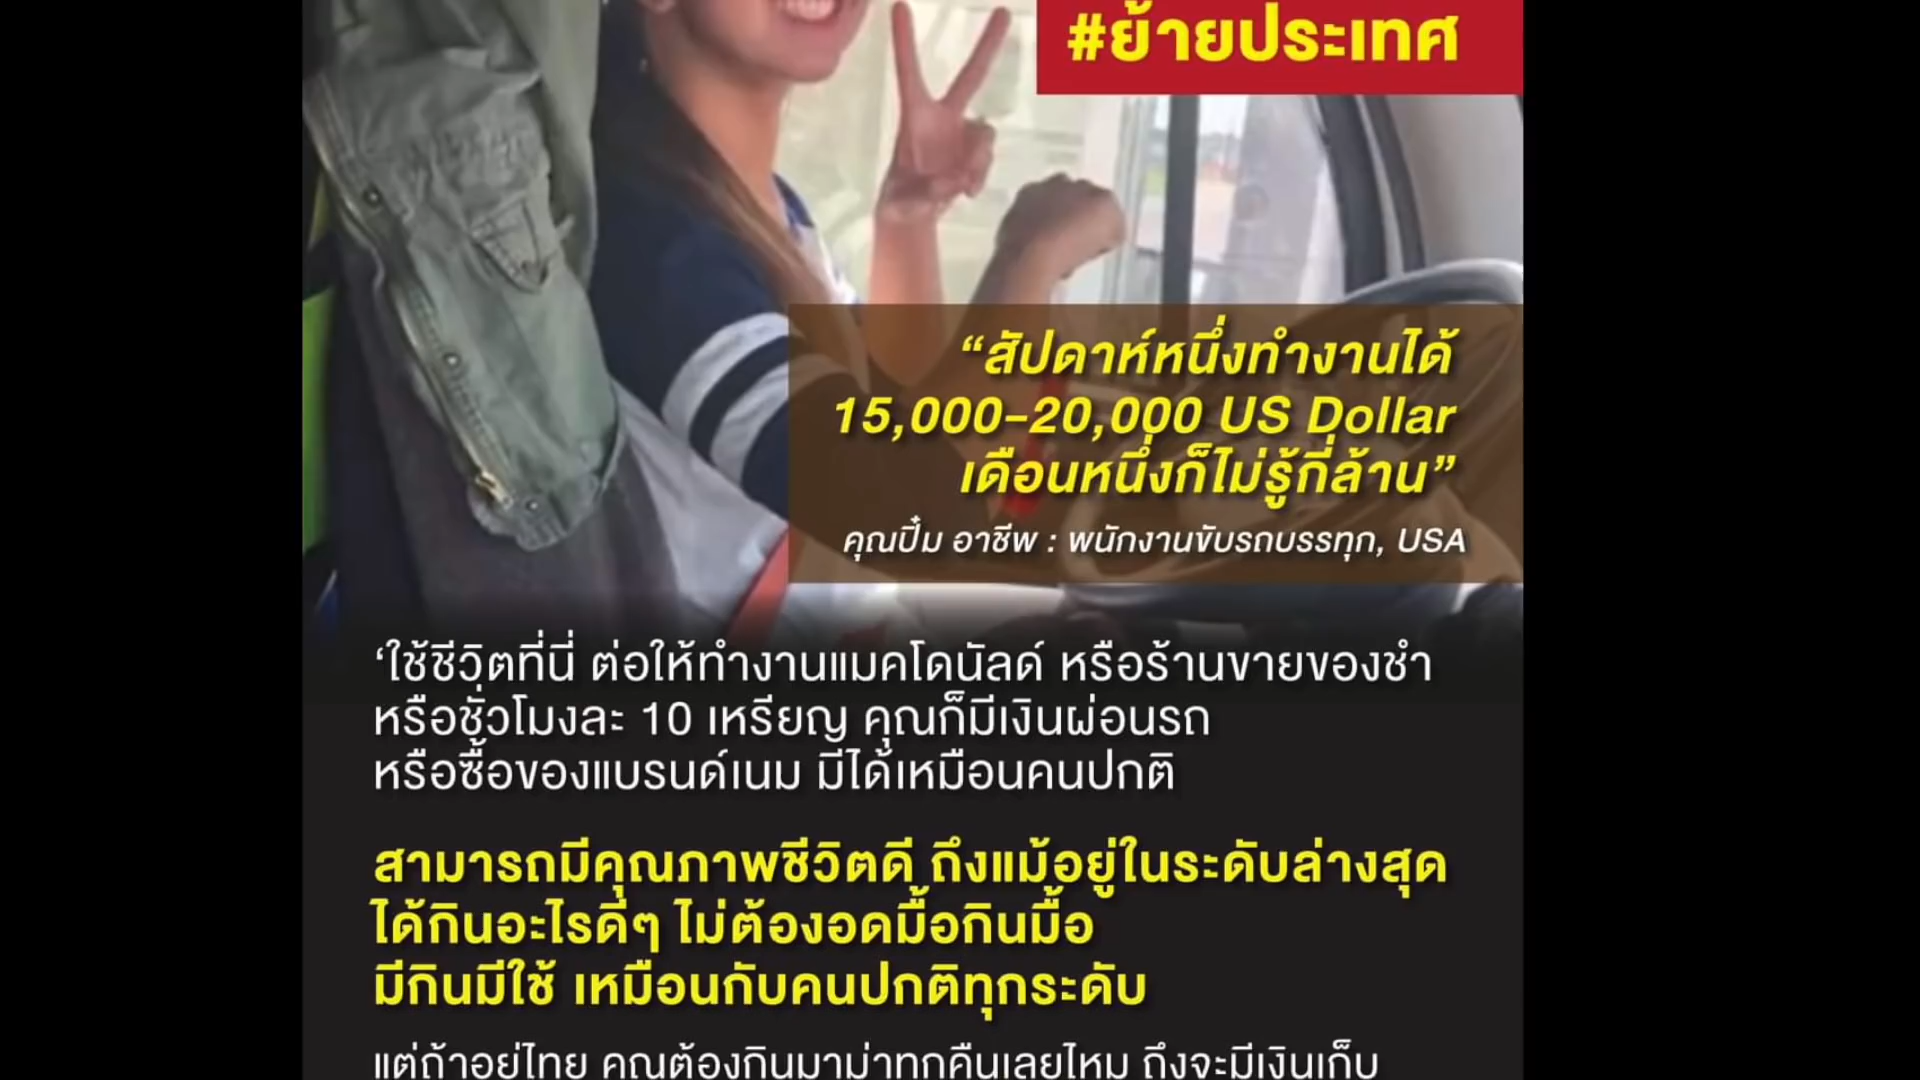 #ย้ายประเทศ
“สัปดาห์หนึ่งทำงานได้
15,000-20,000 US Dollar
เดือนหนึ่งก็ไม่รู้กี่ล้าน”
คุณปิ๋ม อาชีพ : พนักงานขับรถบรรทุก, USA
‘ใช้ชีวิตที่นี่ ต่อให้ทำงานแมคโดนัลด์ หรือร้านขายของชำ
หรือชั่วโมงละ 10 เหรียญ คุณก็มีเงินผ่อนรถ
หรือซื้อของแบรนด์เนม มีได้เหมือนคนปกติ
สามารถมีคุณภาพชีวิตดี ถึงแม้อยู่ในระดับล่างสุด
ได้กินอะไรดีๆ ไม่ต้องอดมื้อกินมื้อ
มีกินมีใช้ เหมือนกับคนปกติทุกระดับ
แต่ถ้าอยู่ไทย คุณต้องกินมาม่าทุกคืนเลยไหม ถึงจะมีเงินเก็บ